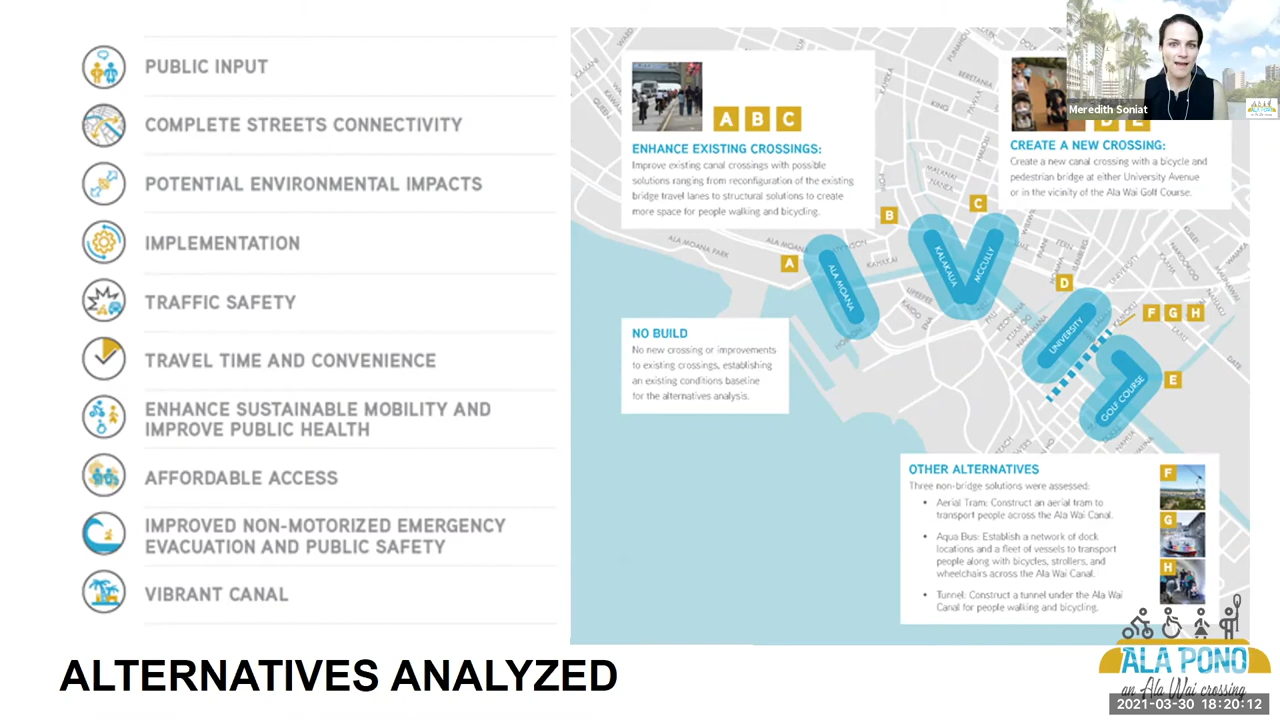 PUBLIC INPUT
COMPLETE STREETS CONNECTIVITY
POTENTIAL ENVIRONMENTAL IMPACTS
IMPLEMENTATION
TRAFFIC SAFETY
TRAVEL TIME AND CONVENIENCE
ENHANCE SUSTAINABLE MOBILITY AND
IMPROVE PUBLIC HEALTH
AFFORDABLE ACCESS
IMPROVED NON-MOTORIZED EMERGENCY
EVACUATION AND PUBLIC SAFETY
VIBRANT CANAL
ALTERNATIVES ANALYZED
A B C
ENHANCE EXISTING CROSSINGS:
Improve existing canal crossings with possible
solutions ranging from reconfiguration of the existing
bridge travel lanes to structural solutions to create
more space for people walking and bicycling.
Meredith Soniat
D E
CREATE A NEW CROSSING:
Create a new canal crossing with a bicycle and
pedestrian bridge at either University Avenue
or in the vicinity of the Ala Wai Golf Course.
KING
ALA MOANA PARK
A
ALA MOANA
B
KALAKAUA
C
MCCULLY
D
UNIVERSITY
F G H
E
GOLF COURSE
DATE
NO BUILD
No new crossing or improvements
to existing crossings, establishing
an existing conditions baseline
for the alternatives analysis.
OTHER ALTERNATIVES
Three non-bridge solutions were assessed:
• Aerial Tram: Construct an aerial tram to
transport people across the Ala Wai Canal.
• Aqua Bus: Establish a network of dock
locations and a fleet of vessels to transport
people along with bicycles, strollers, and
wheelchairs across the Ala Wai Canal.
• Tunnel: Construct a tunnel under the Ala Wai
Canal for people walking and bicycling.
F
G
H
ALA PONO
an Ala Wai crossing
2021-03-30 18:20:12